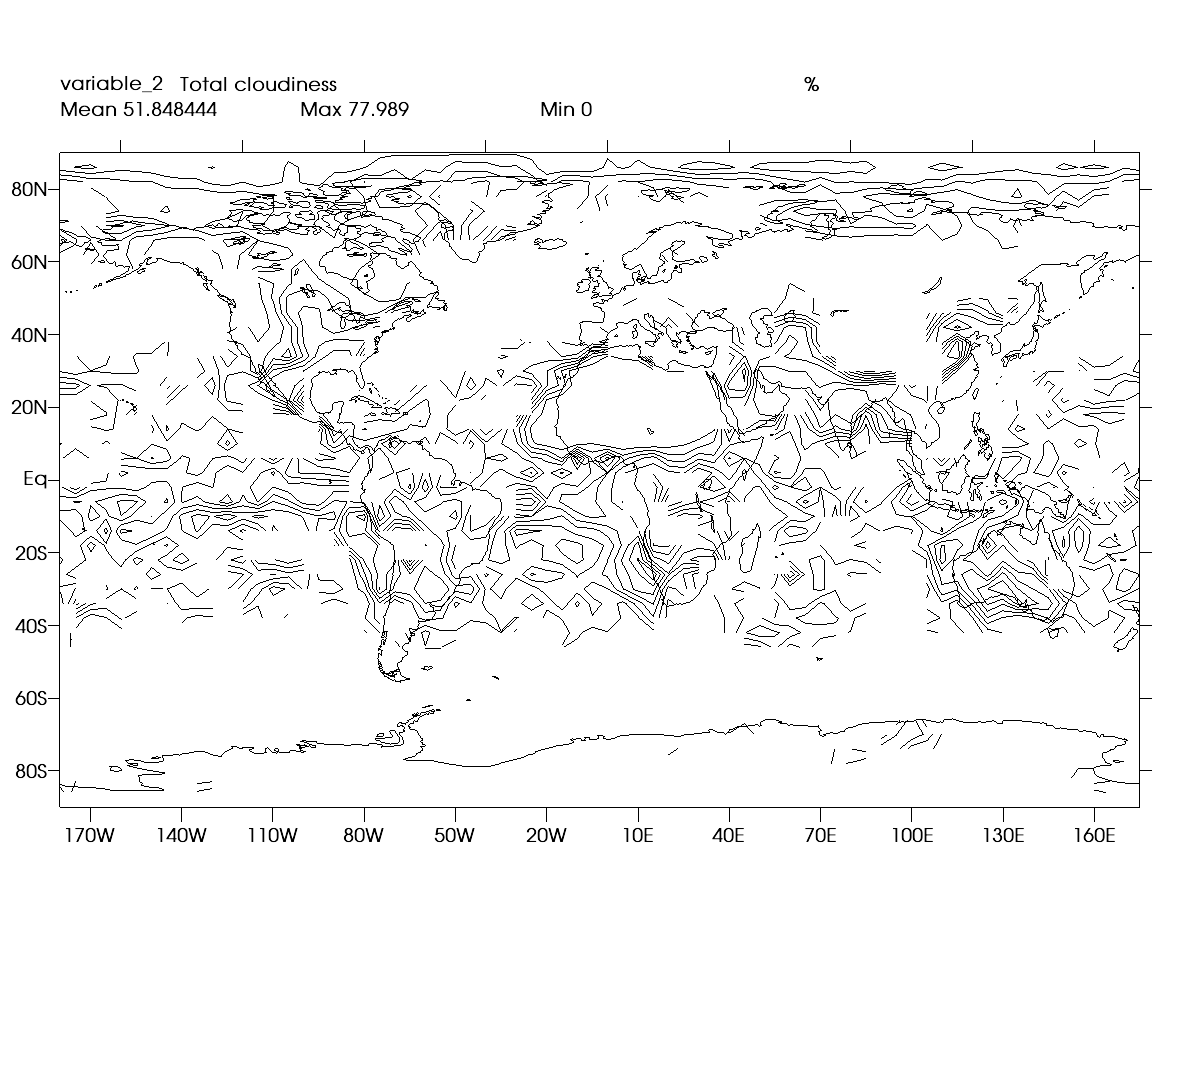 variable_2 Total cloudiness %
Mean 51.848444 Max 77.989 Min 0
80N
60N
40N
20N
Eq
20S
40S
60S
80S
170W 140W 110W 80W 50W 20W 10E 40E 70E 100E 130E 160E